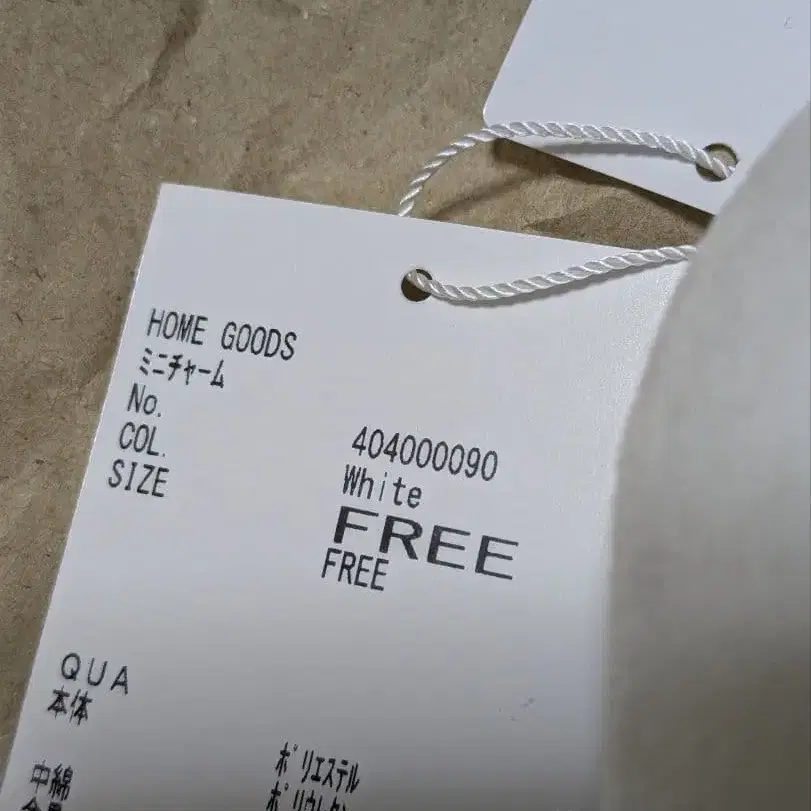 HOME GOODS
ﾐﾆﾁｬｰﾑ
No. 404000090
COL. White
SIZE FREE
FREE
QUA
本体 ﾎﾟﾘｴｽﾃﾙ
中綿